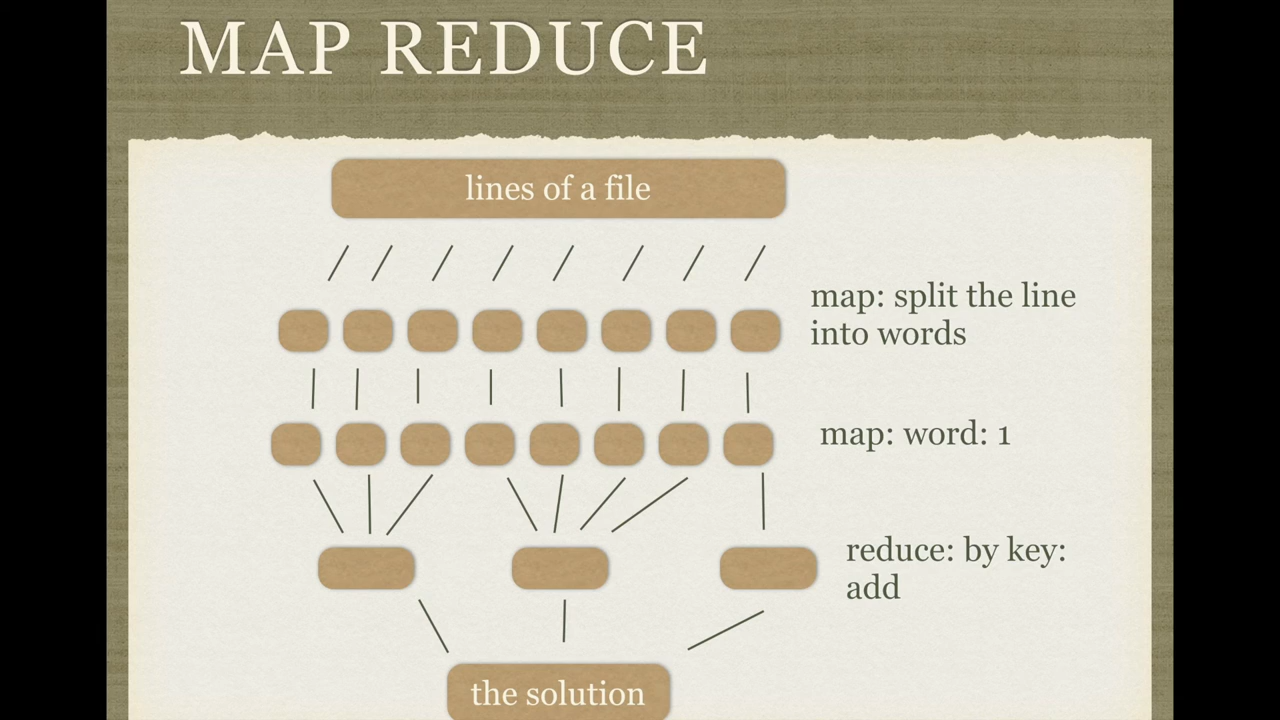 MAP REDUCE
lines of a file
map: split the line
into words
map: word: 1
reduce: by key:
add
the solution